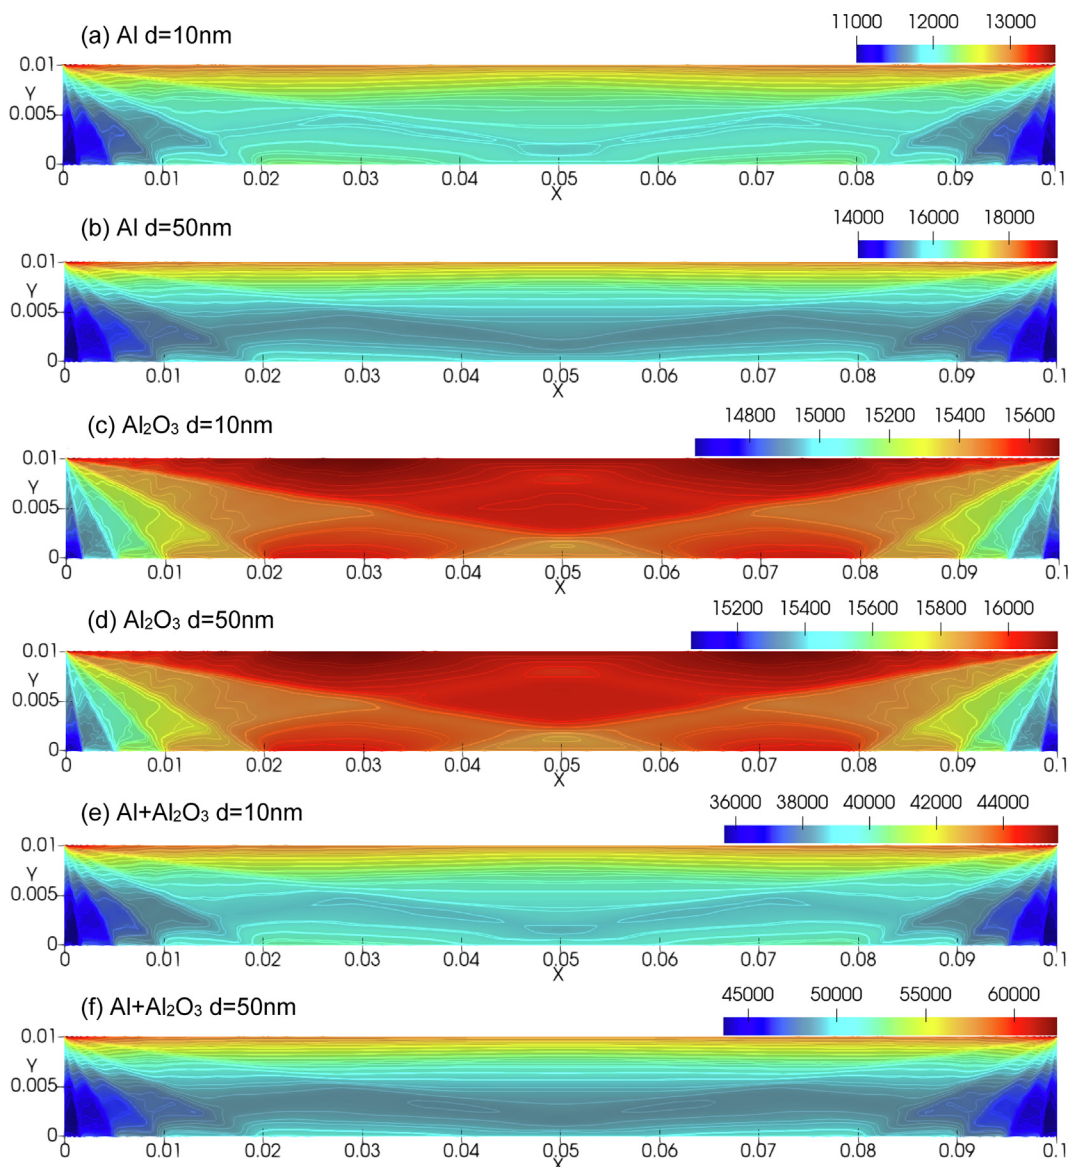 (a) Al d=10nm
11000 12000 13000
0.01
Y
0.005
0
0 0.01 0.02 0.03 0.04 0.05 0.06 0.07 0.08 0.09 0.1
X
(b) Al d=50nm
14000 16000 18000
0.01
Y
0.005
0
0 0.01 0.02 0.03 0.04 0.05 0.06 0.07 0.08 0.09 0.1
X
(c) Al₂O₃ d=10nm
14800 15000 15200 15400 15600
0.01
Y
0.005
0
0 0.01 0.02 0.03 0.04 0.05 0.06 0.07 0.08 0.09 0.1
X
(d) Al₂O₃ d=50nm
15200 15400 15600 15800 16000
0.01
Y
0.005
0
0 0.01 0.02 0.03 0.04 0.05 0.06 0.07 0.08 0.09 0.1
X
(e) Al+Al₂O₃ d=10nm
36000 38000 40000 42000 44000
0.01
Y
0.005
0
0 0.01 0.02 0.03 0.04 0.05 0.06 0.07 0.08 0.09 0.1
X
(f) Al+Al₂O₃ d=50nm
45000 50000 55000 60000
0.01
Y
0.005
0
0 0.01 0.02 0.03 0.04 0.05 0.06 0.07 0.08 0.09 0.1
X